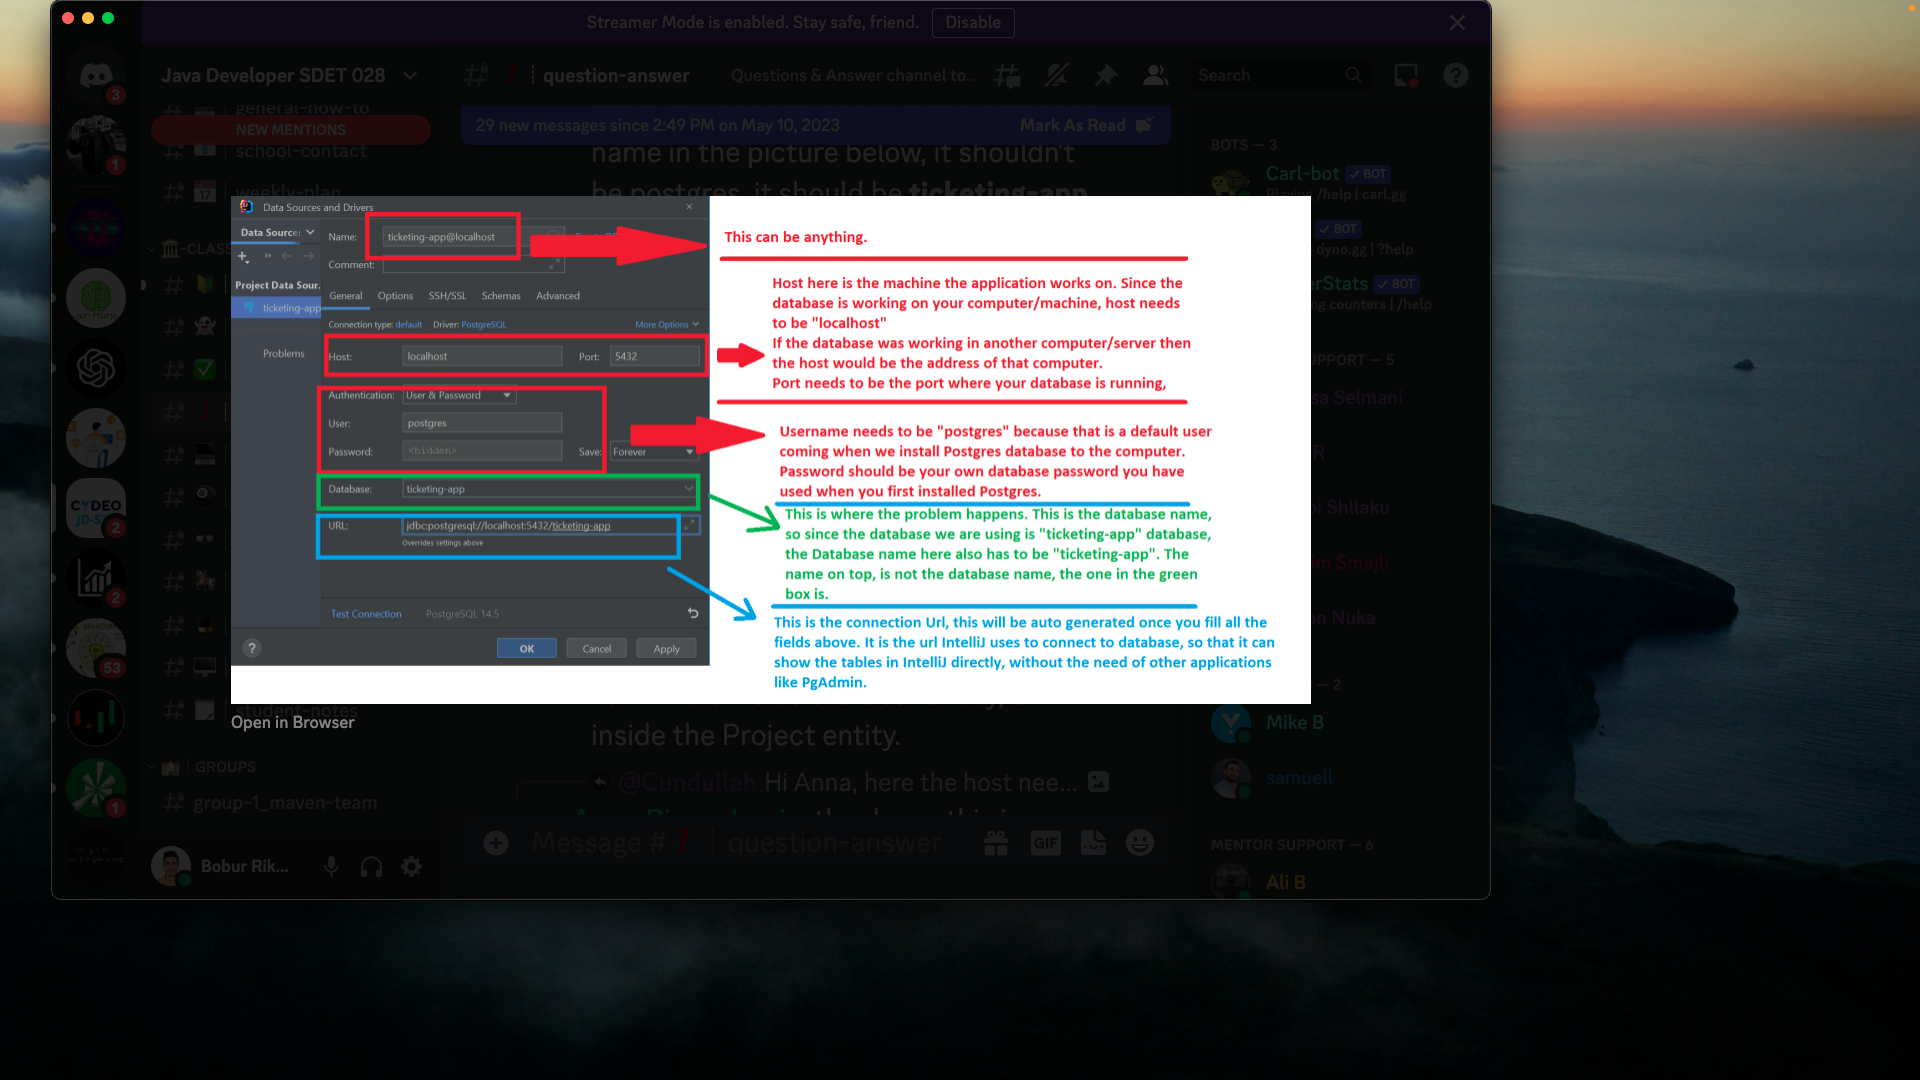 Streamer Mode is enabled. Stay safe, friend.
Disable
Java Developer SDET 028
question-answer
Questions & Answer channel to...
Search
3
general-how-to
NEW MENTIONS
school-contact
weekly-plan
1
29 new messages since 2:49 PM on May 10, 2023
Mark As Read
name in the picture below, it shouldn't
be postgres, it should be ticketing-app
BOTS — 3
Carl-bot
BOT
Playing /help | carl.gg
BOT
dyno.gg | ?help
rStats
BOT
ng counters | /help
UPPORT — 5
sa Selmani
R
i Shllaku
m Smajli
on Nuka
— 2
Mike B
samuell
MENTOR SUPPORT — 6
Ali B
Data Sources and Drivers
Data Source
Name:
ticketing-app@localhost
Comment:
Project Data Sour.
ticketing-app
Problems
General
Options
SSH/SSL
Schemas
Advanced
Connection type: default
Driver: PostgreSQL
More Options
Host:
localhost
Port:
5432
Authentication:
User & Password
User:
postgres
Password:
<hidden>
Save:
Forever
Database:
ticketing-app
URL:
jdbc:postgresql://localhost:5432/ticketing-app
Overrides settings above
Test Connection
PostgreSQL 14.5
?
OK
Cancel
Apply
This can be anything.
Host here is the machine the application works on. Since the
database is working on your computer/machine, host needs
to be "localhost"
If the database was working in another computer/server then
the host would be the address of that computer.
Port needs to be the port where your database is running,
Username needs to be "postgres" because that is a default user
coming when we install Postgres database to the computer.
Password should be your own database password you have
used when you first installed Postgres.
This is where the problem happens. This is the database name,
so since the database we are using is "ticketing-app" database,
the Database name here also has to be "ticketing-app". The
name on top, is not the database name, the one in the green
box is.
This is the connection Url, this will be auto generated once you fill all the
fields above. It is the url IntelliJ uses to connect to database, so that it can
show the tables in IntelliJ directly, without the need of other applications
like PgAdmin.
Open in Browser
student-notes
-CLASS
CYDEO
2
2
53
1
inside the Project entity.
GROUPS
group-1_maven-team
@Cundullah Hi Anna, here the host nee...
Message #
question-answer
GIF
Bobur Rik...